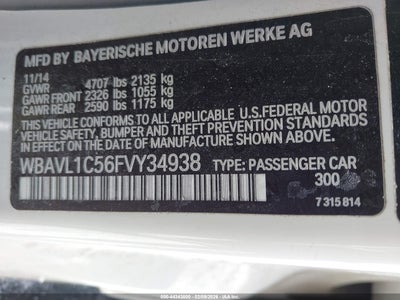 MFD BY BAYERISCHE MOTOREN WERKE AG
11/14
GVWR 4707 lbs 2135 kg
GAWR FRONT 2326 lbs 1055 kg
GAWR REAR 2590 lbs 1175 kg
THIS VEHICLE CONFORMS TO ALL APPLICABLE U.S.FEDERAL MOTOR
VEHICLE SAFETY, BUMPER, AND THEFT PREVENTION STANDARDS
IN EFFECT ON THE DATE OF MANUFACTURE SHOWN ABOVE.
WBAVL1C56FVY34938 TYPE: PASSENGER CAR
300
7 315 814